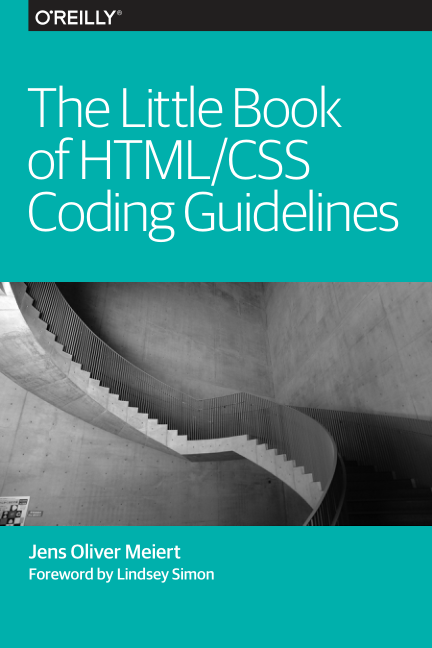 O'REILLY®
The Little Book
of HTML/CSS
Coding Guidelines
Jens Oliver Meiert
Foreword by Lindsey Simon